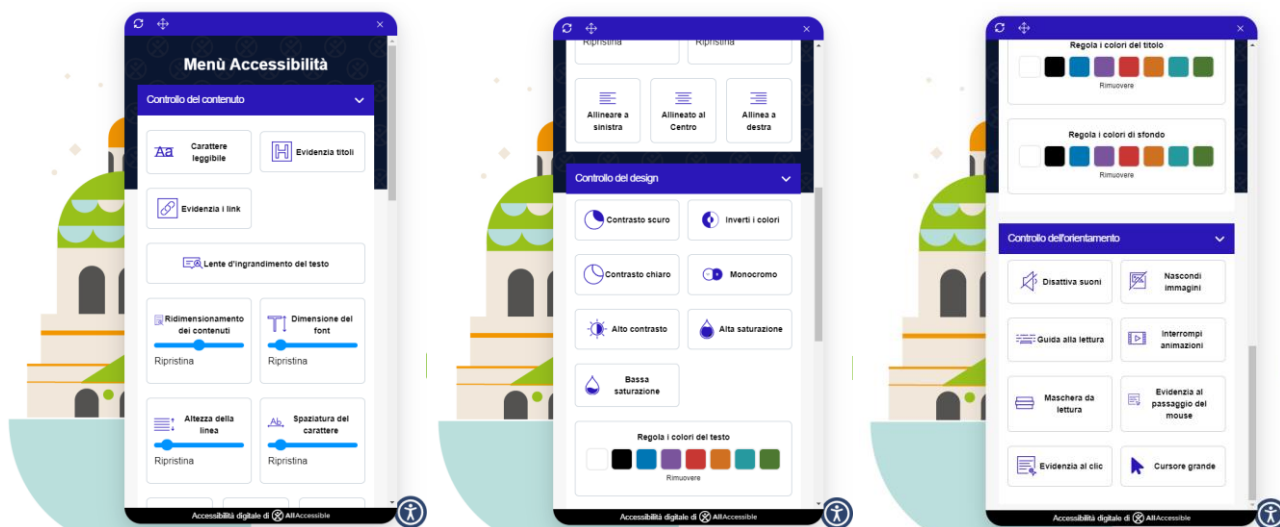 Menù Accessibilità
Controllo del contenuto
Aa
Carattere
leggibile
H
Evidenzia titoli
Evidenzia i link
Lente d'ingrandimento del testo
Ridimensionamento
dei contenuti
Ripristina
Dimensione del
font
Ripristina
Altezza della
linea
Ripristina
Ab
Spaziatura del
carattere
Ripristina
Accessibilità digitale di AllAccessible
Ripristina
Ripristina
Allineare a
sinistra
Allineato al
Centro
Allinea a
destra
Controllo del design
Contrasto scuro
Inverti i colori
Contrasto chiaro
Monocromo
Alto contrasto
Alta saturazione
Bassa
saturazione
Regola i colori del testo
Rimuovere
Accessibilità digitale di AllAccessible
Regola i colori del titolo
Rimuovere
Regola i colori di sfondo
Rimuovere
Controllo dell'orientamento
Disattiva suoni
Nascondi
immagini
Guida alla lettura
Interrompi
animazioni
Maschera da
lettura
Evidenzia al
passaggio del
mouse
Evidenzia al clic
Cursore grande
Accessibilità digitale di AllAccessible